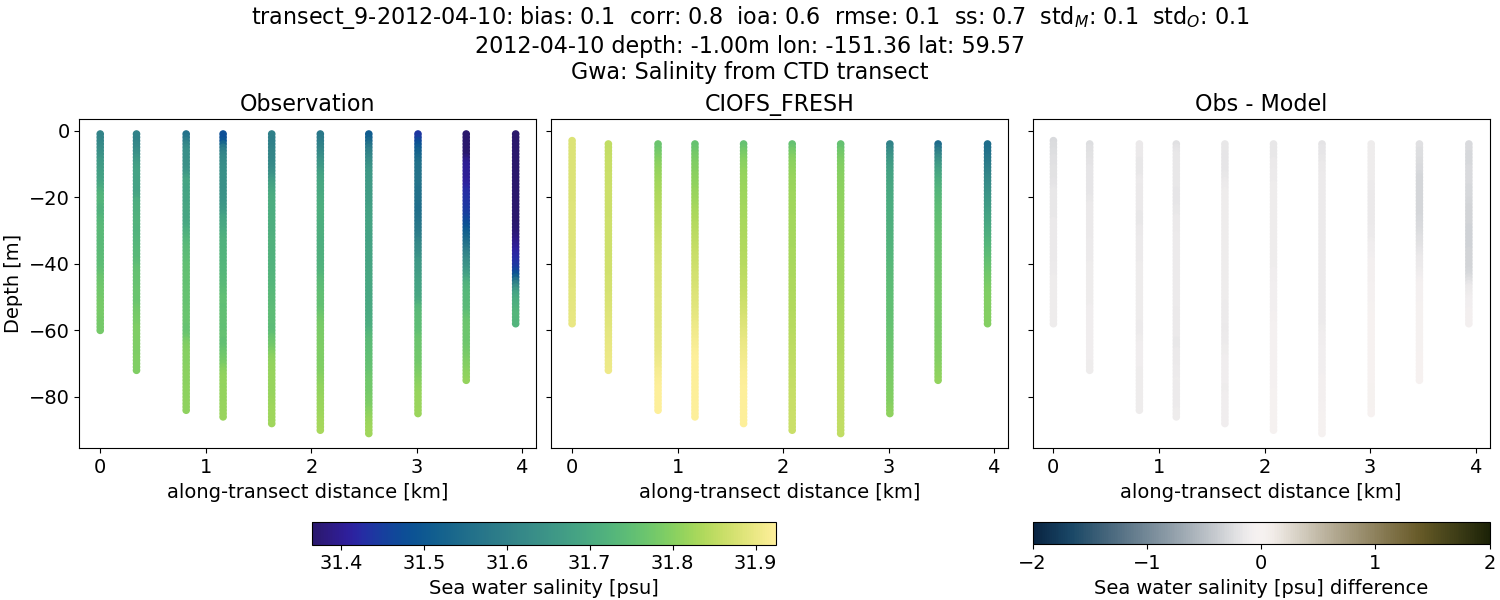 transect_9-2012-04-10: bias: 0.1  corr: 0.8  ioa: 0.6  rmse: 0.1  ss: 0.7  std_M: 0.1  std_O: 0.1
2012-04-10 depth: -1.00m lon: -151.36 lat: 59.57
Gwa: Salinity from CTD transect
Observation
CIOFS_FRESH
Obs - Model
Depth [m]
0
−20
−40
−60
−80
0 1 2 3 4
0 1 2 3 4
0 1 2 3 4
along-transect distance [km]
along-transect distance [km]
along-transect distance [km]
31.4 31.5 31.6 31.7 31.8 31.9
Sea water salinity [psu]
−2 −1 0 1 2
Sea water salinity [psu] difference